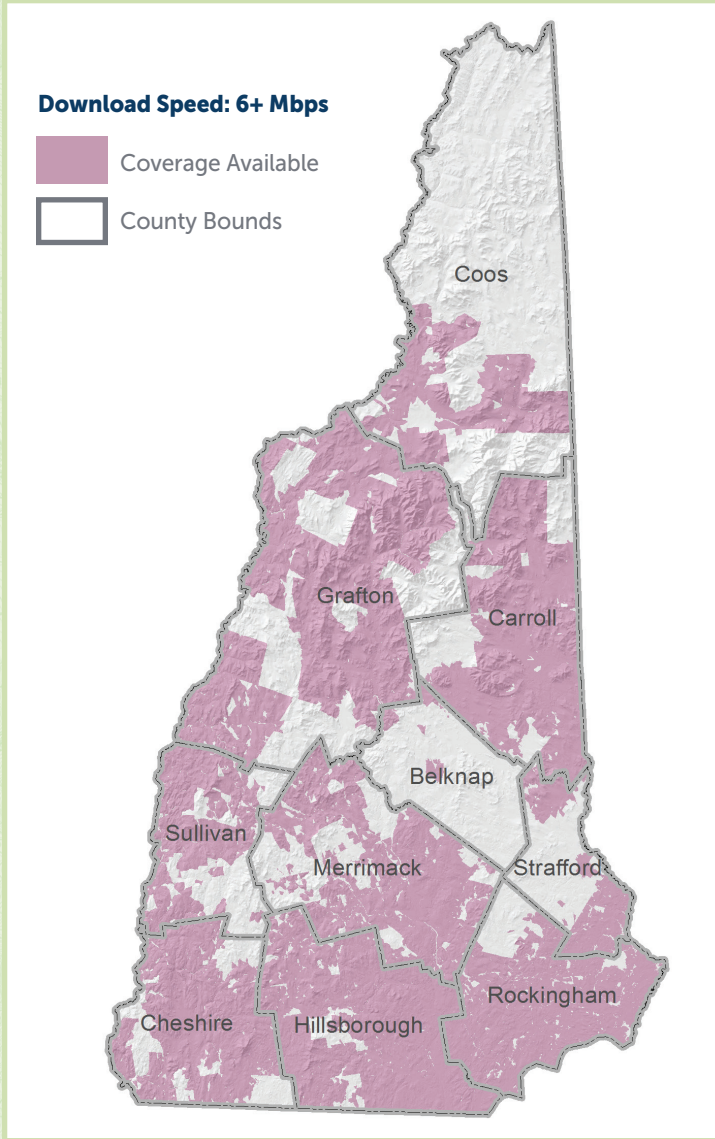 Download Speed: 6+ Mbps
Coverage Available
County Bounds
Coos
Grafton
Carroll
Belknap
Sullivan
Merrimack
Strafford
Rockingham
Cheshire
Hillsborough